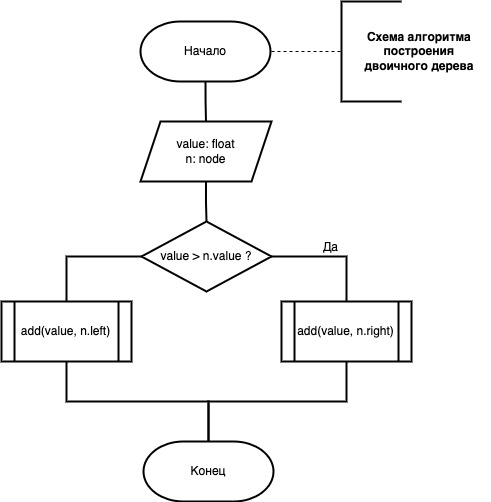 Схема алгоритма
построения
двоичного дерева
Начало
value: float
n: node
value > n.value ?
Да
add(value, n.left)
add(value, n.right)
Конец